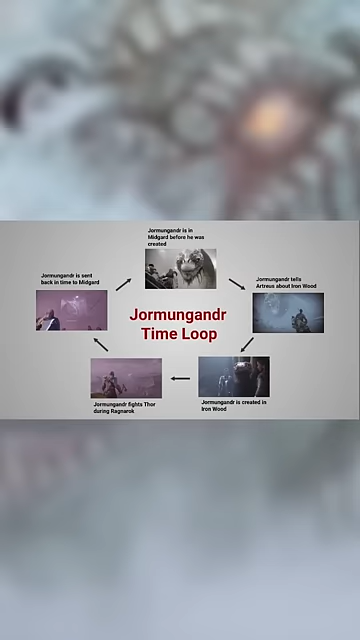 Jormungandr is in
Midgard before he was
created
Jormungandr is sent
back in time to Midgard
Jormungandr tells
Artreus about Iron Wood
Jormungandr
Time Loop
Jormungandr fights Thor
during Ragnarok
Jormungandr is created in
Iron Wood